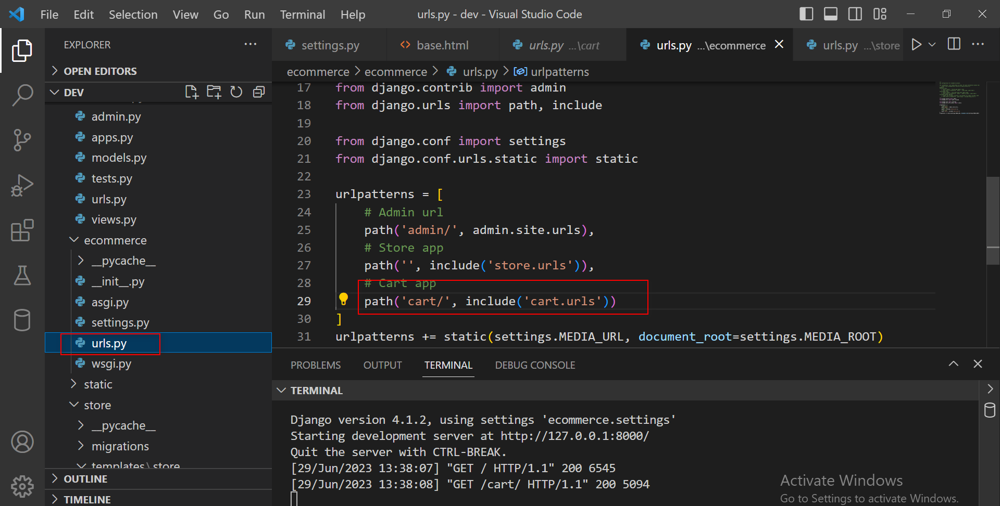 File Edit Selection View Go Run Terminal Help
urls.py - dev - Visual Studio Code
EXPLORER
OPEN EDITORS
DEV
admin.py
apps.py
models.py
tests.py
urls.py
views.py
ecommerce
__pycache__
__init__.py
asgi.py
settings.py
urls.py
wsgi.py
static
store
__pycache__
migrations
templates\store
OUTLINE
TIMELINE
settings.py base.html urls.py ...\cart urls.py ...\ecommerce urls.py ...\store
ecommerce > ecommerce > urls.py > urlpatterns
17 from django.contrib import admin
18 from django.urls import path, include
19
20 from django.conf import settings
21 from django.conf.urls.static import static
22
23 urlpatterns = [
24 # Admin url
25 path('admin/', admin.site.urls),
26 # Store app
27 path('', include('store.urls')),
28 # Cart app
29 path('cart/', include('cart.urls'))
30 ]
31 urlpatterns += static(settings.MEDIA_URL, document_root=settings.MEDIA_ROOT)
PROBLEMS OUTPUT TERMINAL DEBUG CONSOLE
TERMINAL
Django version 4.1.2, using settings 'ecommerce.settings'
Starting development server at http://127.0.0.1:8000/
Quit the server with CTRL-BREAK.
[29/Jun/2023 13:38:07] "GET / HTTP/1.1" 200 6545
[29/Jun/2023 13:38:08] "GET /cart/ HTTP/1.1" 200 5094
Activate Windows
Go to Settings to activate Windows.